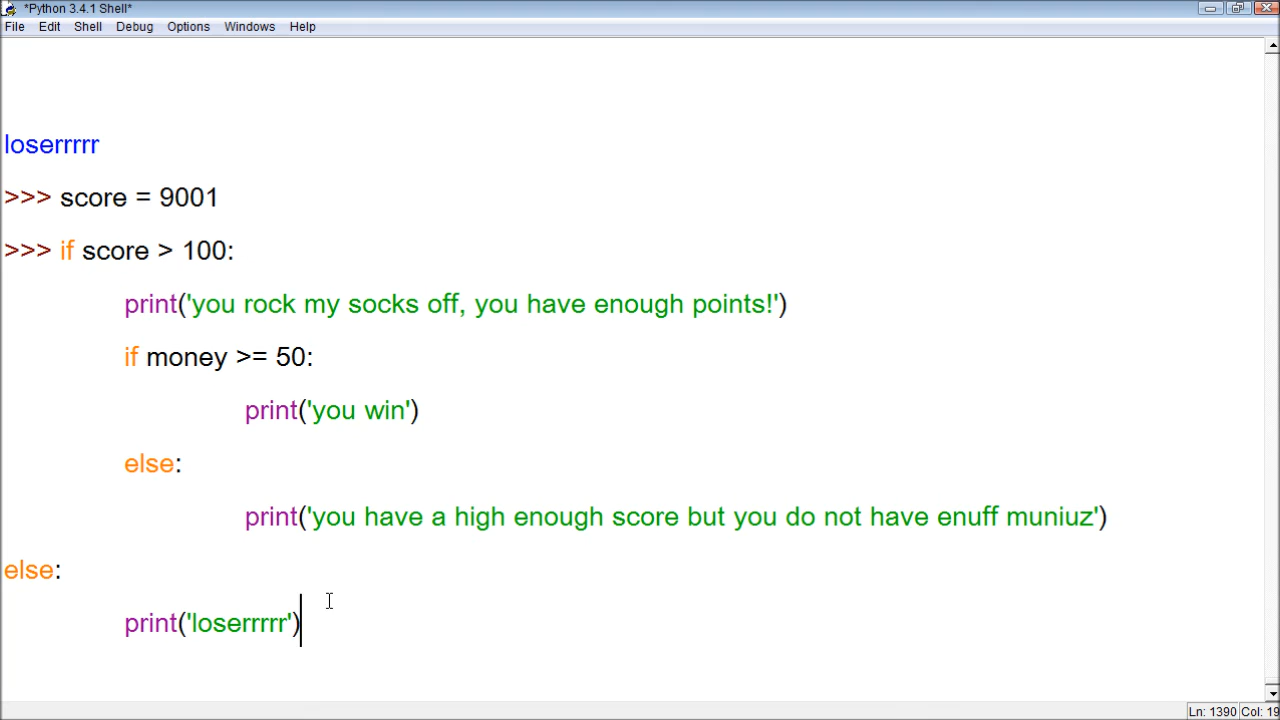 *Python 3.4.1 Shell*
File Edit Shell Debug Options Windows Help
loserrrrr
>>> score = 9001
>>> if score > 100:
print('you rock my socks off, you have enough points!')
if money >= 50:
print('you win')
else:
print('you have a high enough score but you do not have enuff muniuz')
else:
print('loserrrrr')
Ln: 1390 Col: 19